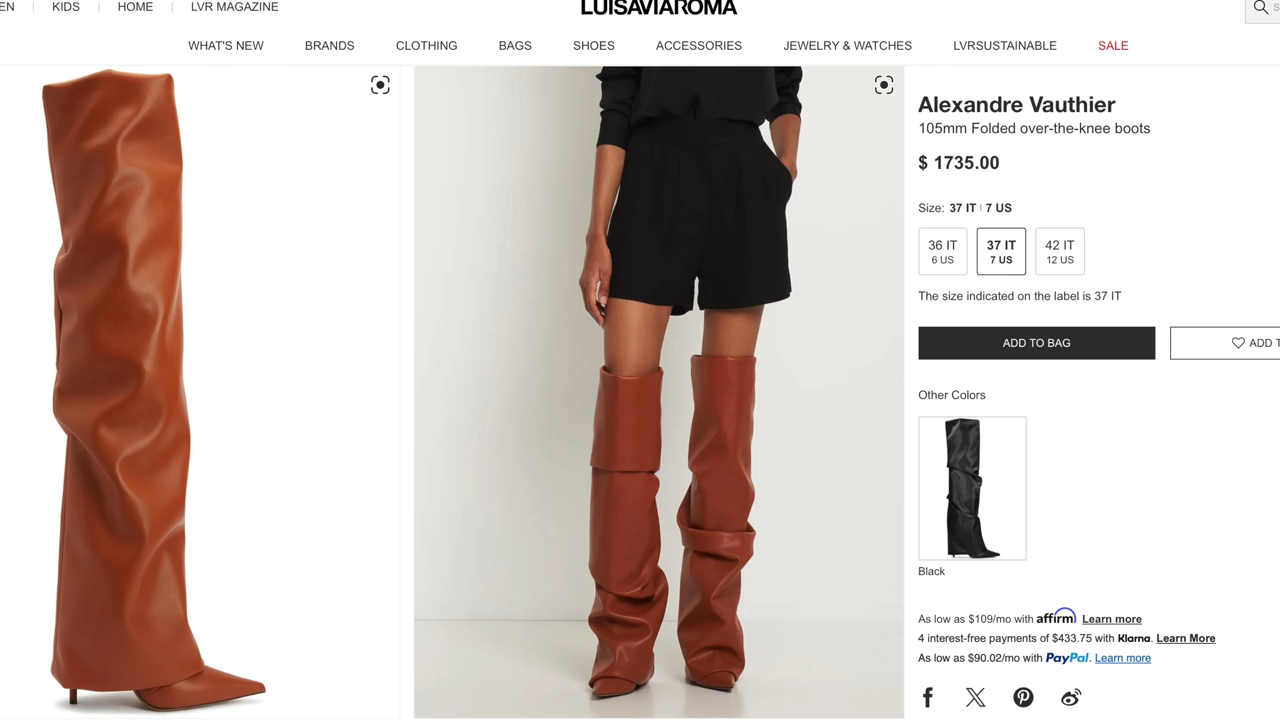 EN | KIDS | HOME | LVR MAGAZINE
LUISAVIAROMA
WHAT'S NEW BRANDS CLOTHING BAGS SHOES ACCESSORIES JEWELRY & WATCHES LVRSUSTAINABLE SALE
Alexandre Vauthier
105mm Folded over-the-knee boots
$ 1735.00
Size: 37 IT | 7 US
36 IT 37 IT 42 IT
6 US 7 US 12 US
The size indicated on the label is 37 IT
ADD TO BAG ADD T
Other Colors
Black
As low as $109/mo with affirm Learn more
4 interest-free payments of $433.75 with Klarna. Learn More
As low as $90.02/mo with PayPal. Learn more